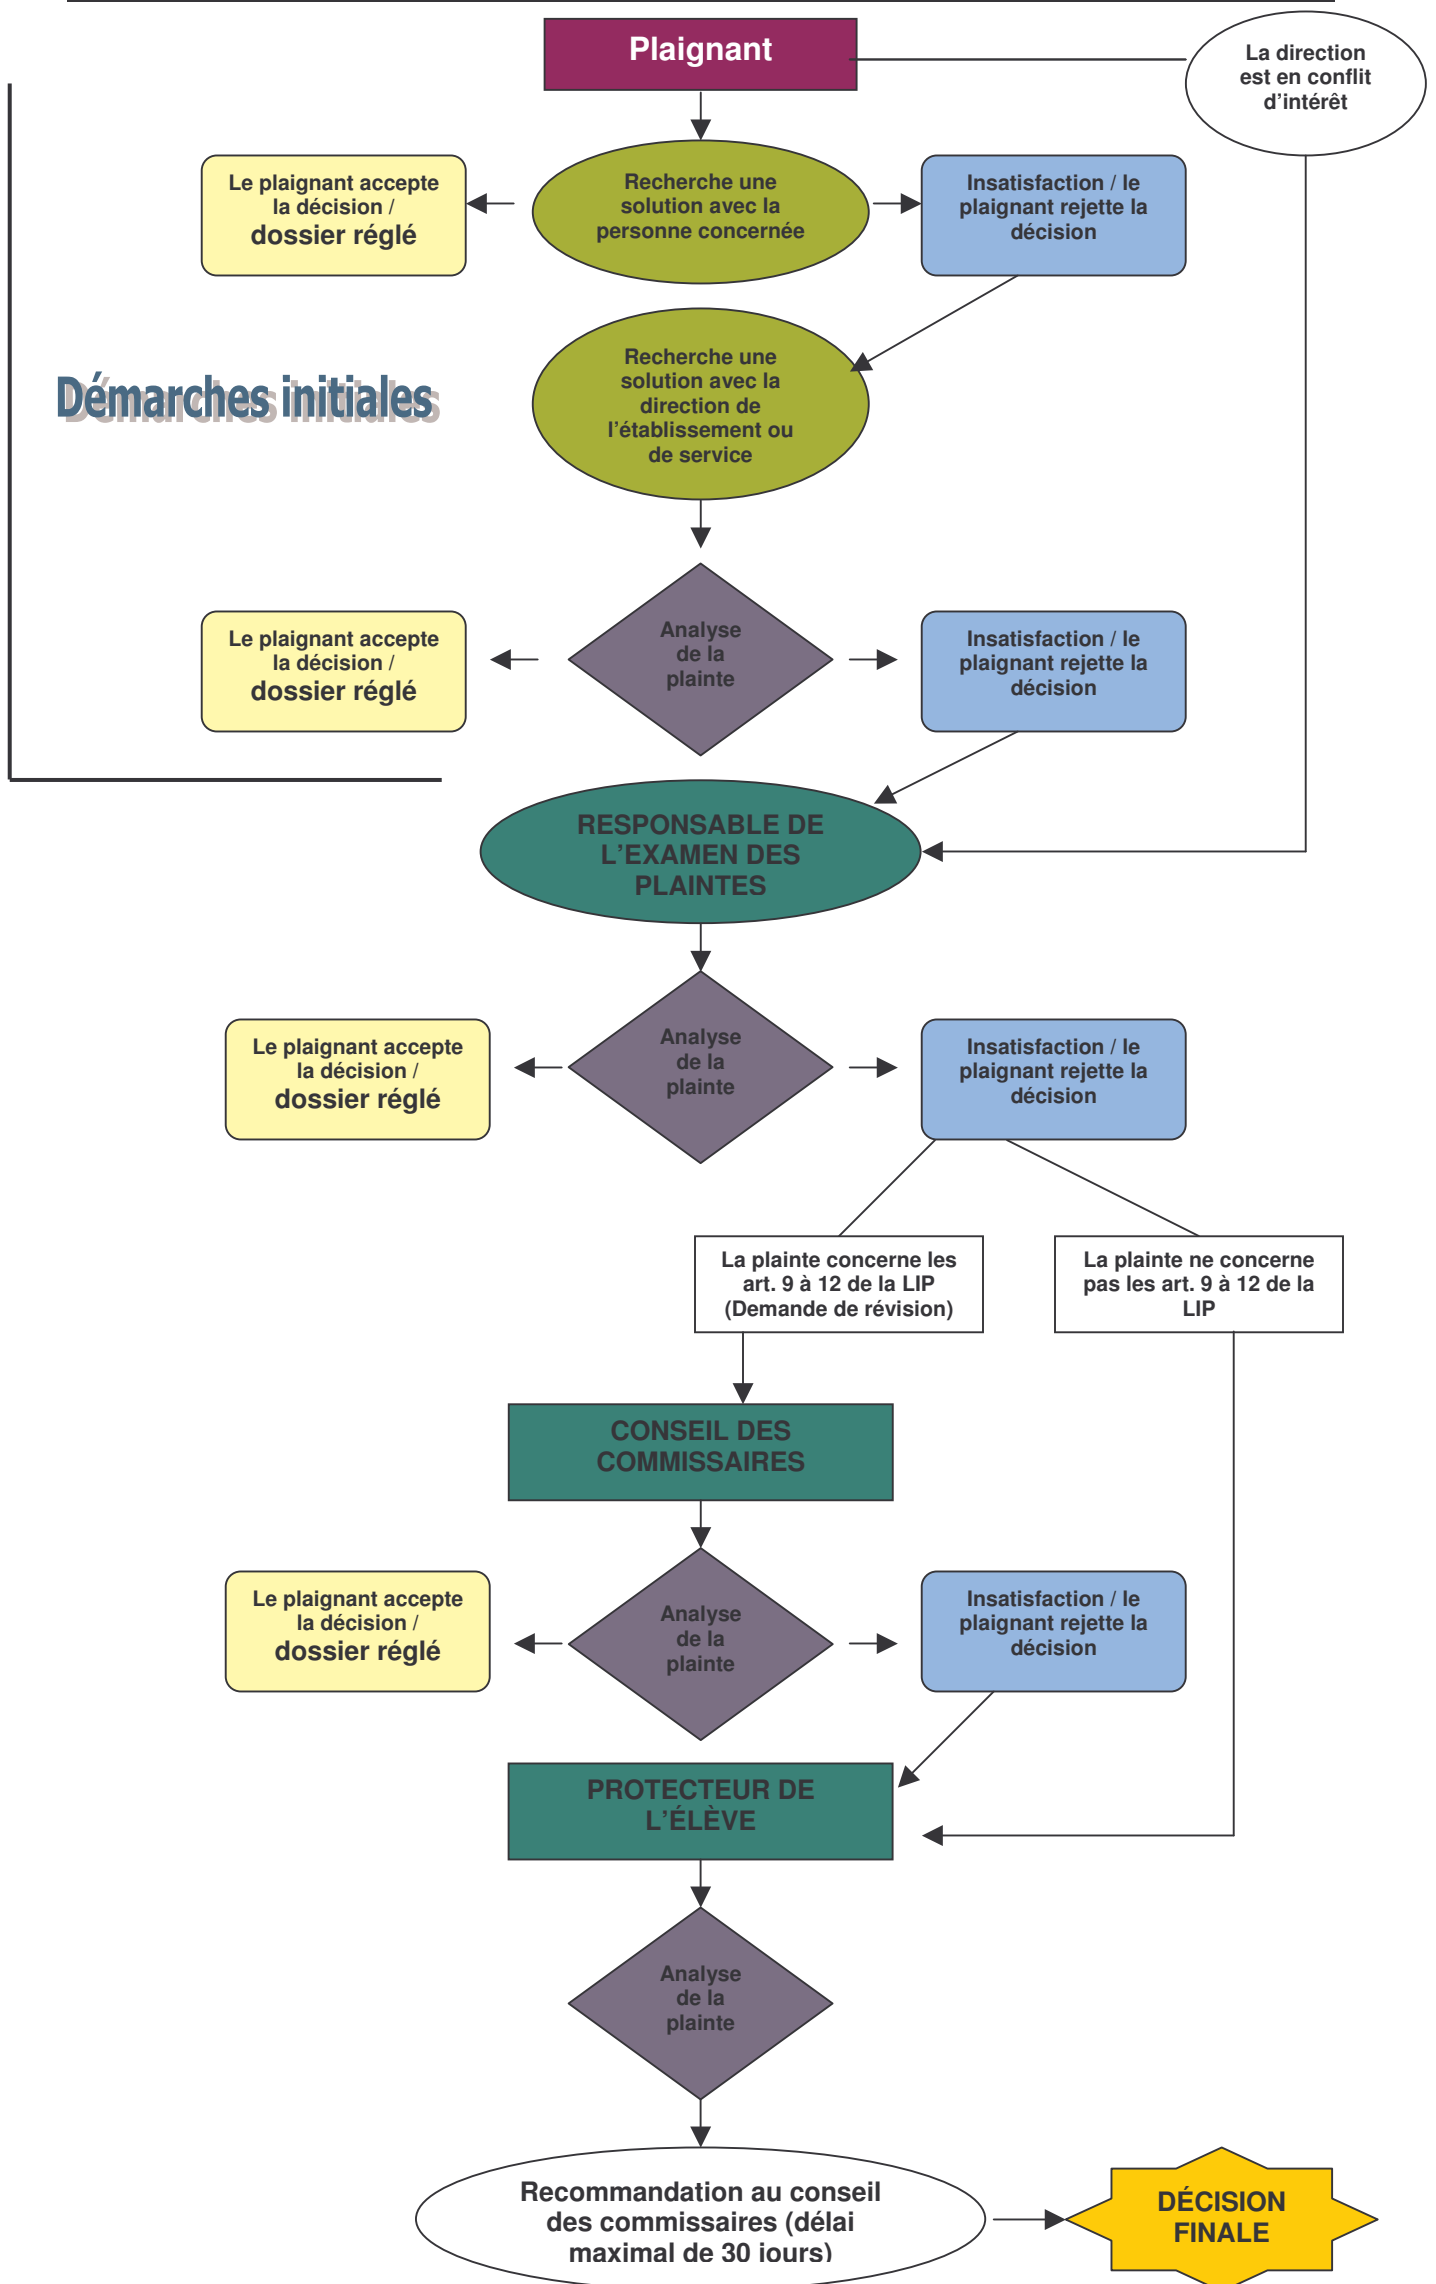 Plaignant
La direction
est en conflit
d'intérêt
Le plaignant accepte
la décision /
dossier réglé
Recherche une
solution avec la
personne concernée
Insatisfaction / le
plaignant rejette la
décision
Démarches initiales
Recherche une
solution avec la
direction de
l'établissement ou
de service
Le plaignant accepte
la décision /
dossier réglé
Analyse
de la
plainte
Insatisfaction / le
plaignant rejette la
décision
RESPONSABLE DE
L'EXAMEN DES
PLAINTES
Le plaignant accepte
la décision /
dossier réglé
Analyse
de la
plainte
Insatisfaction / le
plaignant rejette la
décision
La plainte concerne les
art. 9 à 12 de la LIP
(Demande de révision)
La plainte ne concerne
pas les art. 9 à 12 de la
LIP
CONSEIL DES
COMMISSAIRES
Le plaignant accepte
la décision /
dossier réglé
Analyse
de la
plainte
Insatisfaction / le
plaignant rejette la
décision
PROTECTEUR DE
L'ÉLÈVE
Analyse
de la
plainte
Recommandation au conseil
des commissaires (délai
maximal de 30 jours)
DÉCISION
FINALE